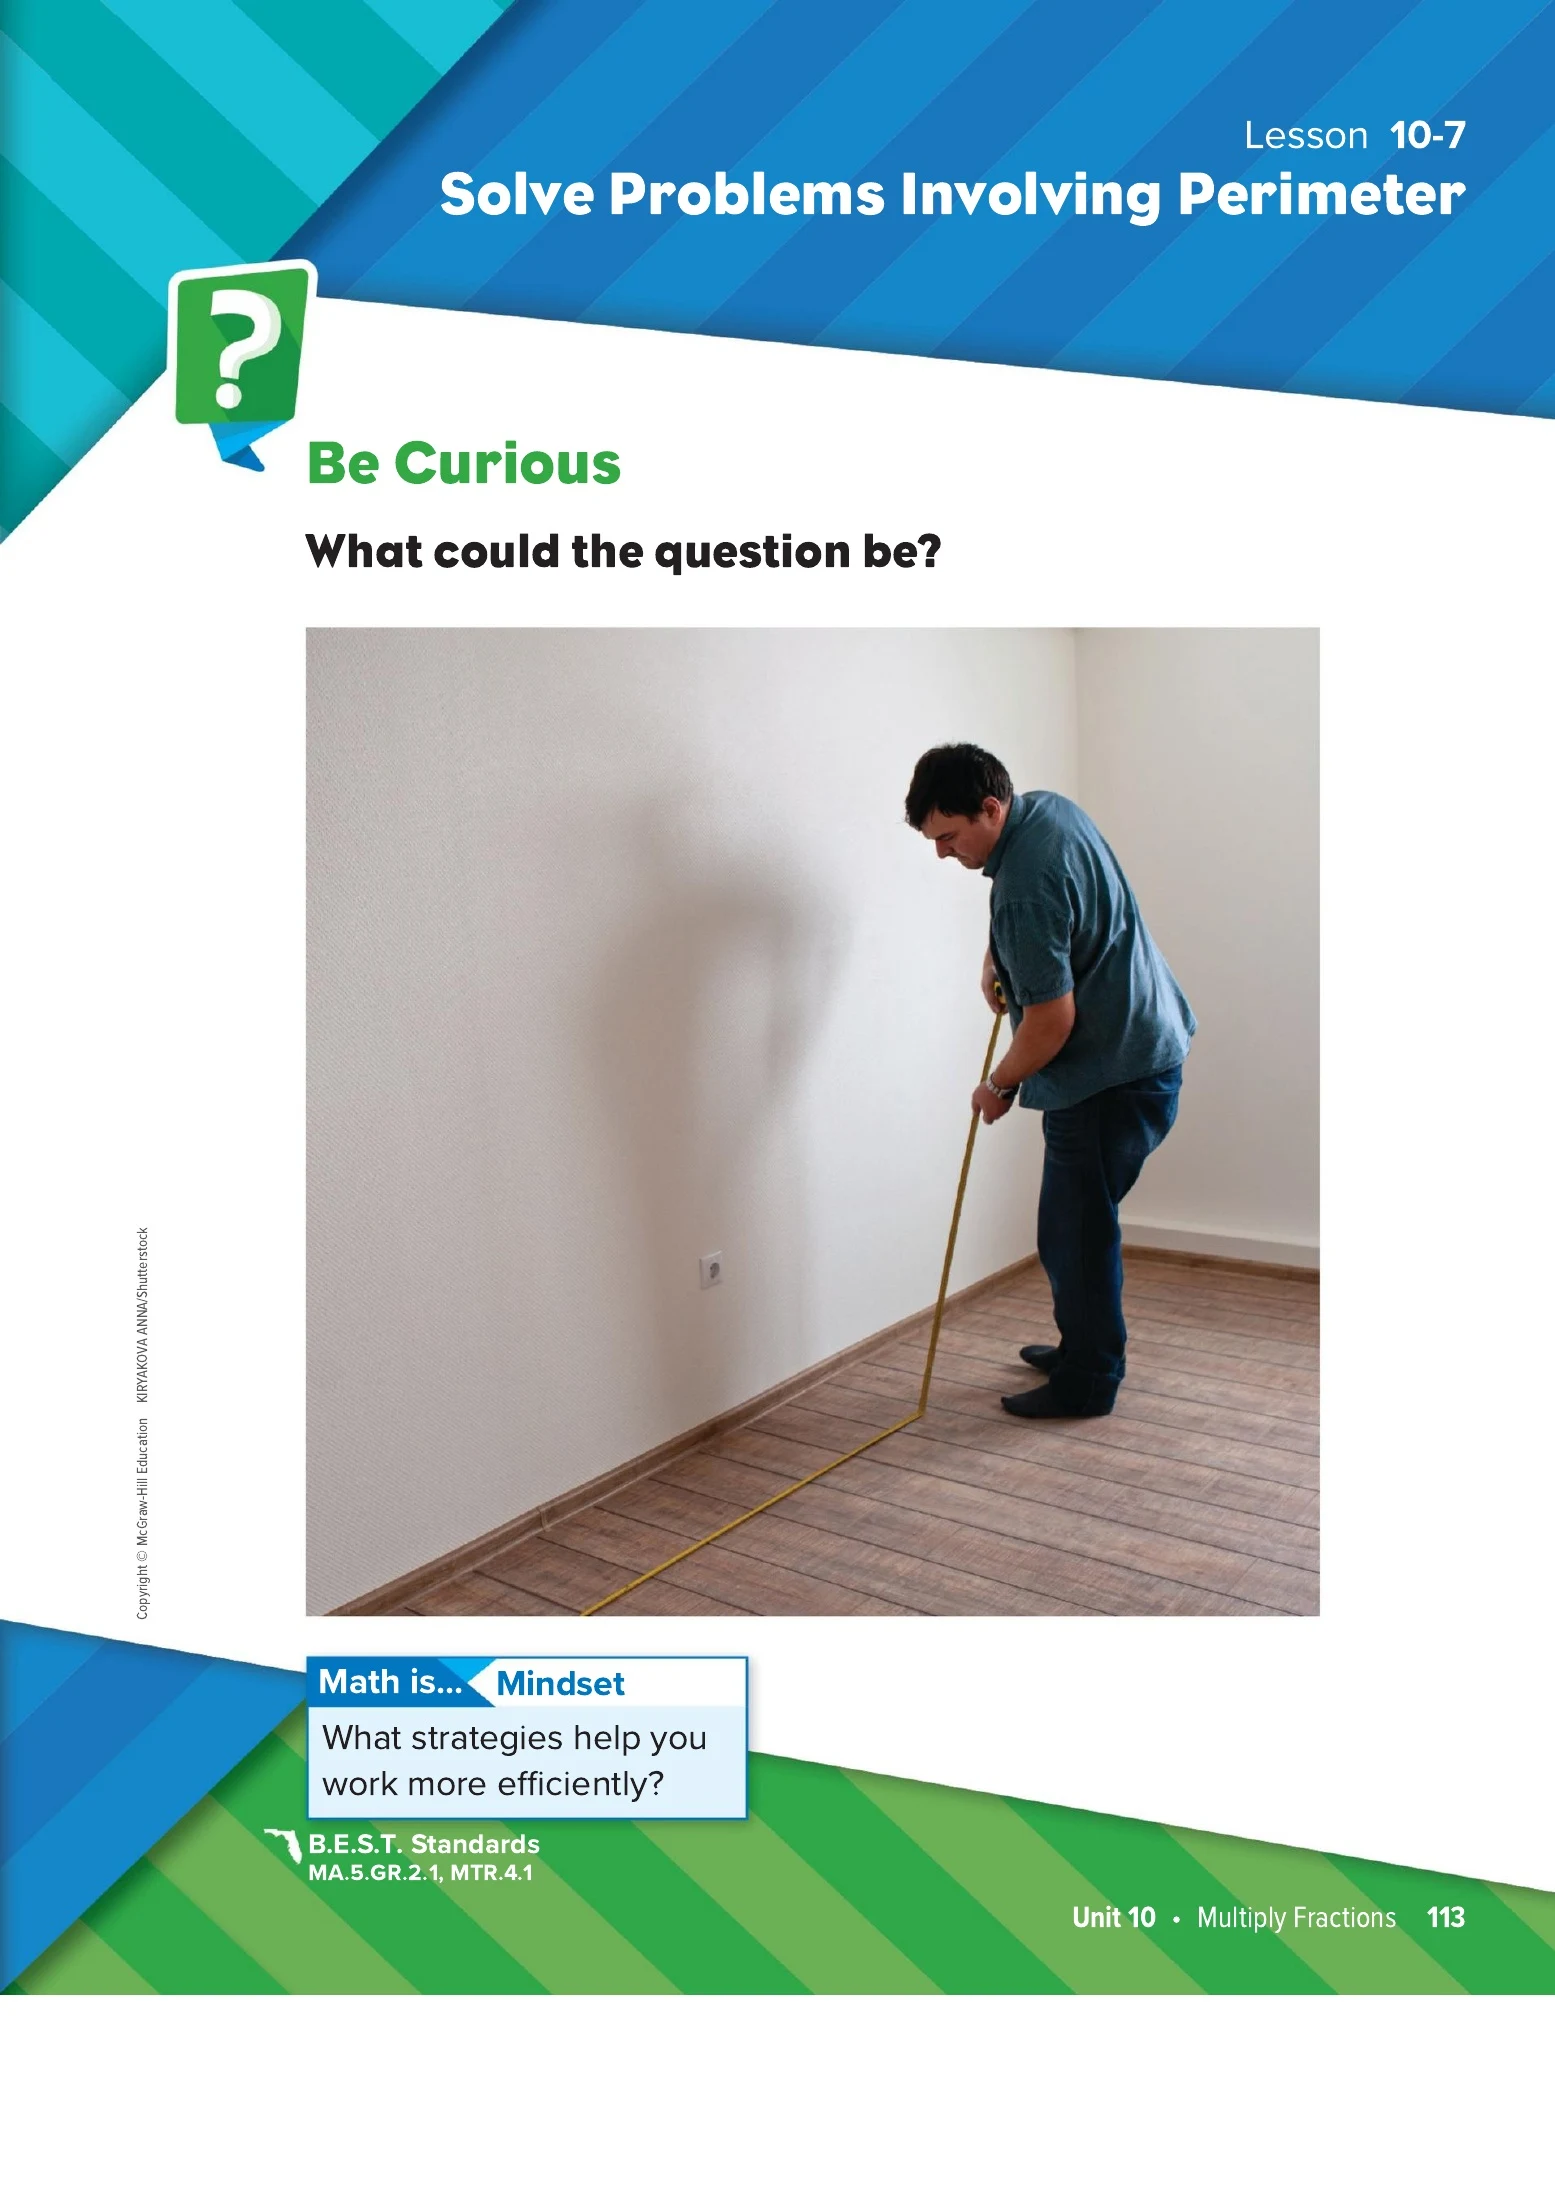 Lesson 10-7
Solve Problems Involving Perimeter
?
Be Curious
What could the question be?
Copyright © McGraw-Hill Education KIRYAKOVA ANNA/Shutterstock
Math is... Mindset
What strategies help you
work more efficiently?
B.E.S.T. Standards
MA.5.GR.2.1, MTR.4.1
Unit 10 • Multiply Fractions 113